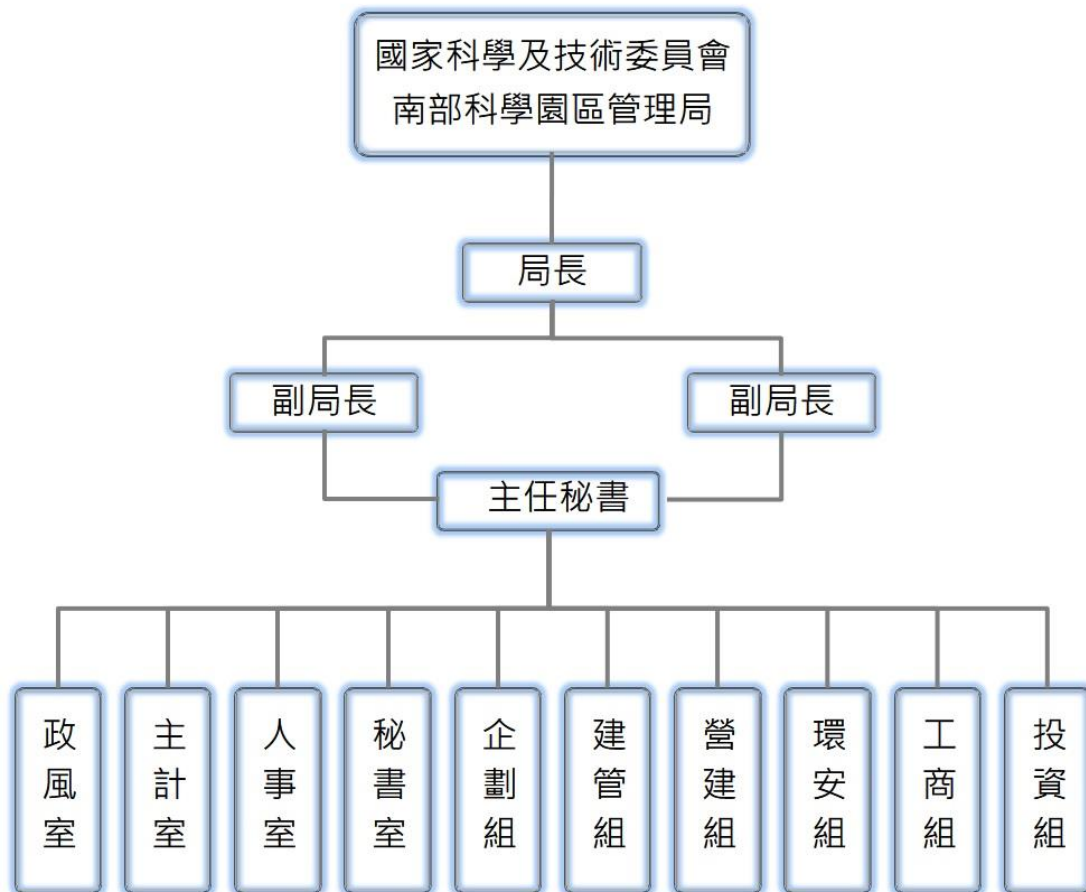 國家科學及技術委員會
南部科學園區管理局
局長
副局長
副局長
主任秘書
政風室
主計室
人事室
秘書室
企劃組
建管組
營建組
環安組
工商組
投資組